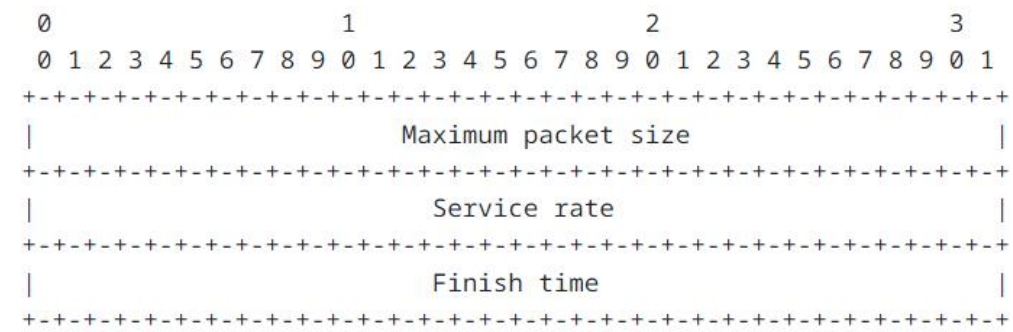 0                   1                   2                   3
0 1 2 3 4 5 6 7 8 9 0 1 2 3 4 5 6 7 8 9 0 1 2 3 4 5 6 7 8 9 0 1
+-+-+-+-+-+-+-+-+-+-+-+-+-+-+-+-+-+-+-+-+-+-+-+-+-+-+-+-+-+-+-+-+
| Maximum packet size |
+-+-+-+-+-+-+-+-+-+-+-+-+-+-+-+-+-+-+-+-+-+-+-+-+-+-+-+-+-+-+-+-+
| Service rate |
+-+-+-+-+-+-+-+-+-+-+-+-+-+-+-+-+-+-+-+-+-+-+-+-+-+-+-+-+-+-+-+-+
| Finish time |
+-+-+-+-+-+-+-+-+-+-+-+-+-+-+-+-+-+-+-+-+-+-+-+-+-+-+-+-+-+-+-+-+